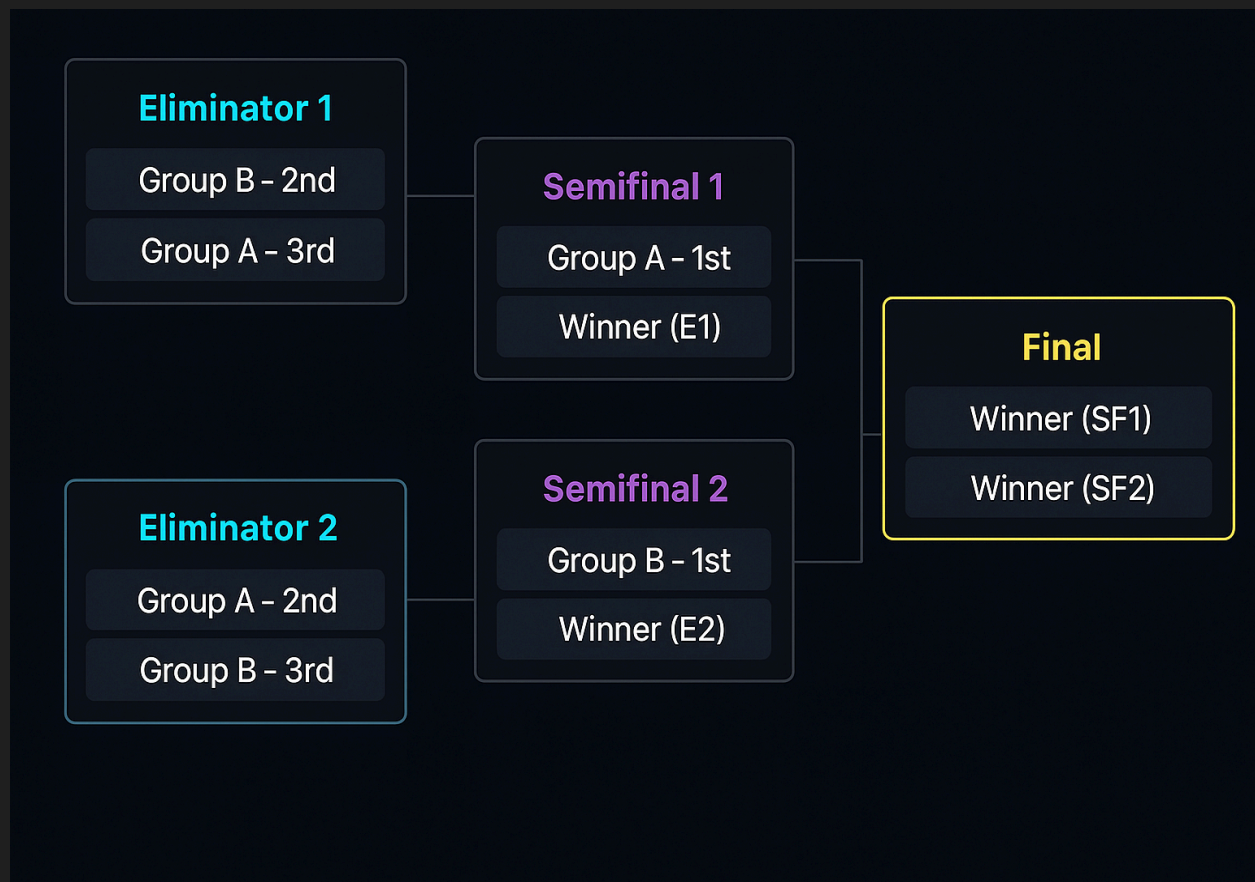 Eliminator 1
Group B - 2nd
Group A - 3rd
Semifinal 1
Group A - 1st
Winner (E1)
Final
Winner (SF1)
Winner (SF2)
Semifinal 2
Group B - 1st
Winner (E2)
Eliminator 2
Group A - 2nd
Group B - 3rd